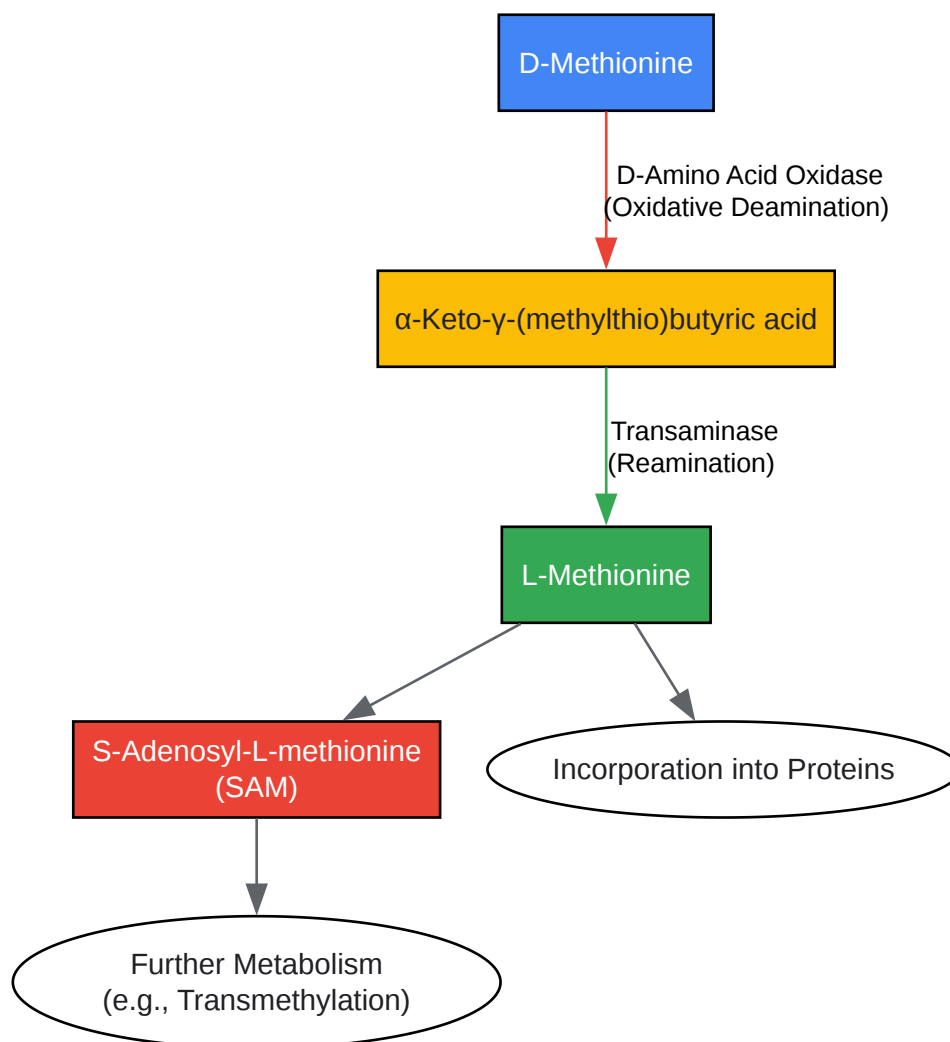 D-Methionine
D-Amino Acid Oxidase
(Oxidative Deamination)
α-Keto-γ-(methylthio)butyric acid
Transaminase
(Reamination)
L-Methionine
S-Adenosyl-L-methionine
(SAM)
Incorporation into Proteins
Further Metabolism
(e.g., Transmethylation)